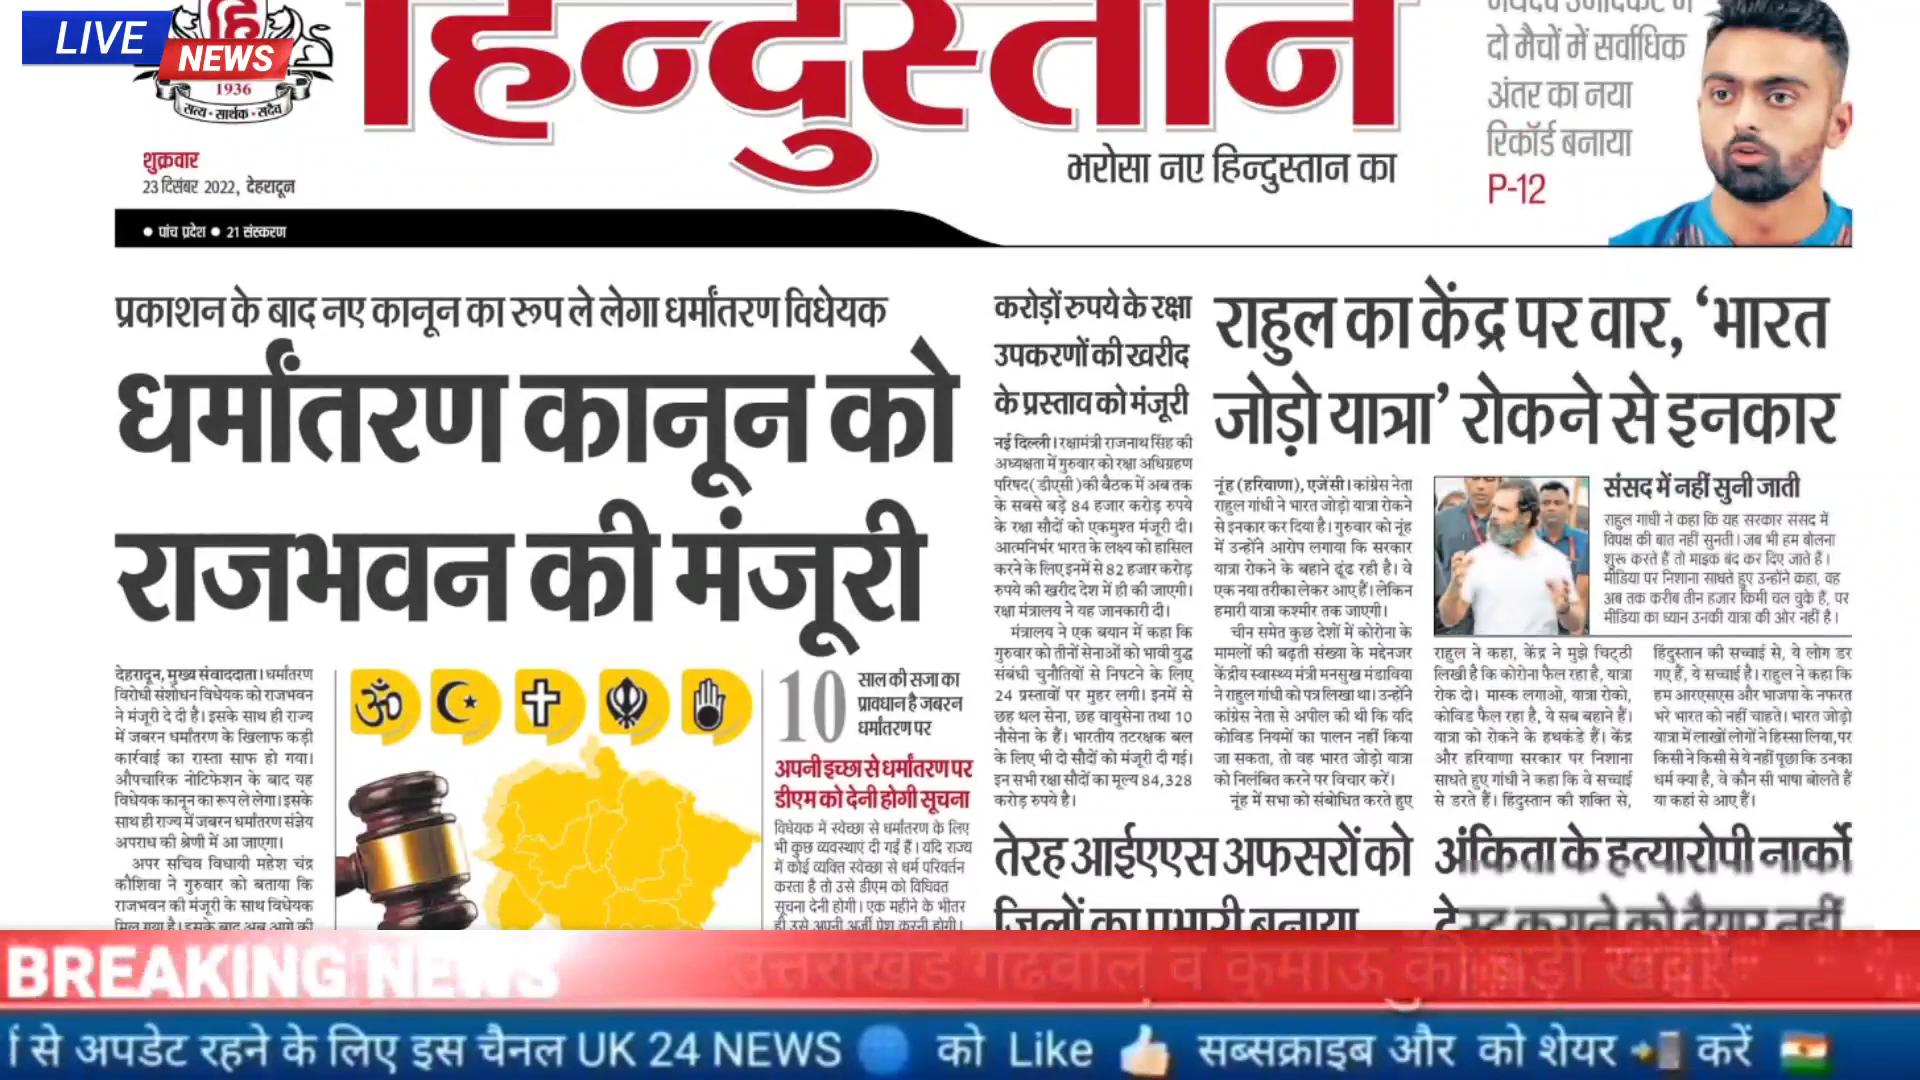 LIVE
NEWS
1936
सत्य • सार्थक • सदैव
हिन्दुस्तान
भरोसा नए हिन्दुस्तान का
शुक्रवार
23 दिसंबर 2022, देहरादून
● पांच प्रदेश ● 21 संस्करण
दो मैचों में सर्वाधिक
अंतर का नया
रिकॉर्ड बनाया
P-12
प्रकाशन के बाद नए कानून का रूप ले लेगा धर्मांतरण विधेयक
धर्मांतरण कानून को
राजभवन की मंजूरी
देहरादून, मुख्य संवाददाता। धर्मांतरण
विरोधी संशोधन विधेयक को राजभवन
ने मंजूरी दे दी है। इसके साथ ही राज्य
में जबरन धर्मांतरण के खिलाफ कड़ी
कार्रवाई का रास्ता साफ हो गया।
औपचारिक नोटिफेशन के बाद यह
विधेयक कानून का रूप ले लेगा। इसके
साथ ही राज्य में जबरन धर्मांतरण संज्ञेय
अपराध की श्रेणी में आ जाएगा।
अपर सचिव विधायी महेश चंद्र
कौशिवा ने गुरुवार को बताया कि
राजभवन की मंजूरी के साथ विधेयक
मिल गया है। इसके बाद अब आगे की
10
साल की सजा का
प्रावधान है जबरन
धर्मांतरण पर
अपनी इच्छा से धर्मांतरण पर
डीएम को देनी होगी सूचना
विधेयक में स्वेच्छा से धर्मांतरण के लिए
भी कुछ व्यवस्थाएं दी गई हैं। यदि राज्य
में कोई व्यक्ति स्वेच्छा से धर्म परिवर्तन
करता है तो उसे डीएम को विधिवत
सूचना देनी होगी। एक महीने के भीतर
ही उसे अपनी अर्जी पेश करनी होगी।
करोड़ों रुपये के रक्षा
उपकरणों की खरीद
के प्रस्ताव को मंजूरी
नई दिल्ली। रक्षामंत्री राजनाथ सिंह की
अध्यक्षता में गुरुवार को रक्षा अधिग्रहण
परिषद( डीएसी )की बैठक में अब तक
के सबसे बड़े 84 हजार करोड़ रुपये
के रक्षा सौदों को एकमुश्त मंजूरी दी।
आत्मनिर्भर भारत के लक्ष्य को हासिल
करने के लिए इनमें से 82 हजार करोड़
रुपये की खरीद देश में ही की जाएगी।
रक्षा मंत्रालय ने यह जानकारी दी।
मंत्रालय ने एक बयान में कहा कि
गुरुवार को तीनों सेनाओं को भावी युद्ध
संबंधी चुनौतियों से निपटने के लिए
24 प्रस्तावों पर मुहर लगी। इनमें से
छह थल सेना, छह वायुसेना तथा 10
नौसेना के हैं। भारतीय तटरक्षक बल
के लिए भी दो सौदों को मंजूरी दी गई।
इन सभी रक्षा सौदों का मूल्य 84,328
करोड़ रुपये है।
राहुल का केंद्र पर वार, ‘भारत
जोड़ो यात्रा’ रोकने से इनकार
नूंह (हरियाणा), एजेंसी। कांग्रेस नेता
राहुल गांधी ने भारत जोड़ो यात्रा रोकने
से इनकार कर दिया है। गुरुवार को नूंह
में उन्होंने आरोप लगाया कि सरकार
यात्रा रोकने के बहाने ढूंढ रही है। वे
एक नया तरीका लेकर आए हैं। लेकिन
हमारी यात्रा कश्मीर तक जाएगी।
चीन समेत कुछ देशों में कोरोना के
मामलों की बढ़ती संख्या के मद्देनजर
केंद्रीय स्वास्थ्य मंत्री मनसुख मंडाविया
ने राहुल गांधी को पत्र लिखा था। उन्होंने
कांग्रेस नेता से अपील की थी कि यदि
कोविड नियमों का पालन नहीं किया
जा सकता, तो वह भारत जोड़ो यात्रा
को निलंबित करने पर विचार करें।
नूंह में सभा को संबोधित करते हुए
संसद में नहीं सुनी जाती
राहुल गांधी ने कहा कि यह सरकार संसद में
विपक्ष की बात नहीं सुनती। जब भी हम बोलना
शुरू करते हैं तो माइक बंद कर दिए जाते हैं।
मीडिया पर निशाना साधते हुए उन्होंने कहा, वह
अब तक करीब तीन हजार किमी चल चुके हैं, पर
मीडिया का ध्यान उनकी यात्रा की ओर नहीं है।
राहुल ने कहा, केंद्र ने मुझे चिट्ठी
लिखी है कि कोरोना फैल रहा है, यात्रा
रोक दो। मास्क लगाओ, यात्रा रोको,
कोविड फैल रहा है, ये सब बहाने हैं।
यात्रा को रोकने के हथकंडे हैं। केंद्र
और हरियाणा सरकार पर निशाना
साधते हुए गांधी ने कहा कि वे सच्चाई
से डरते हैं। हिंदुस्तान की शक्ति से,
हिंदुस्तान की सच्चाई से, ये लोग डर
गए हैं, ये सच्चाई है। राहुल ने कहा कि
हम आरएसएस और भाजपा के नफरत
भरे भारत को नहीं चाहते। भारत जोड़ो
यात्रा में लाखों लोगों ने हिस्सा लिया,पर
किसी ने किसी से ये नहीं पूछा कि उनका
धर्म क्या है, वे कौन सी भाषा बोलते हैं
या कहां से आए हैं।
तेरह आईएएस अफसरों को
जिलों का प्रभारी बनाया
अंकिता के हत्यारोपी नार्को
टेस्ट कराने को तैयार नहीं
BREAKING NEWS
उत्तराखंड गढवाल व कुमाऊ की बड़ी खबरें
से अपडेट रहने के लिए इस चैनल UK 24 NEWS 🌐 को Like 👍 सब्सक्राइब और को शेयर 📲 करें 🇮🇳